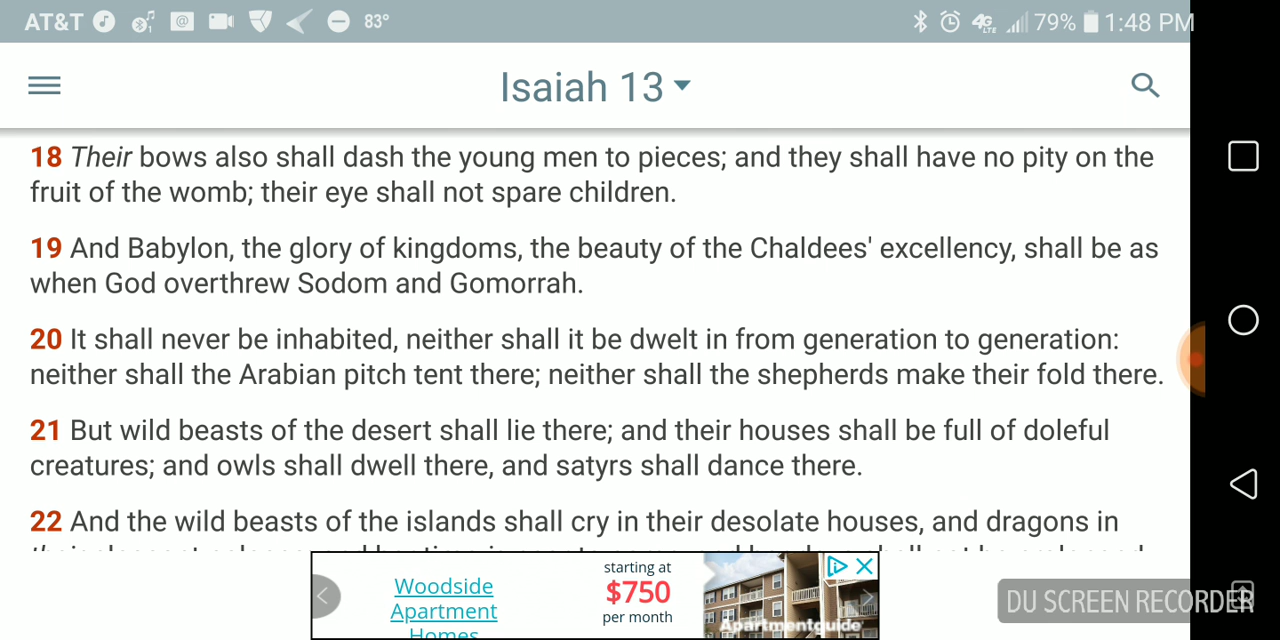 AT&T 83° 79% 1:48 PM
Isaiah 13
18 Their bows also shall dash the young men to pieces; and they shall have no pity on the
fruit of the womb; their eye shall not spare children.
19 And Babylon, the glory of kingdoms, the beauty of the Chaldees' excellency, shall be as
when God overthrew Sodom and Gomorrah.
20 It shall never be inhabited, neither shall it be dwelt in from generation to generation:
neither shall the Arabian pitch tent there; neither shall the shepherds make their fold there.
21 But wild beasts of the desert shall lie there; and their houses shall be full of doleful
creatures; and owls shall dwell there, and satyrs shall dance there.
22 And the wild beasts of the islands shall cry in their desolate houses, and dragons in
Woodside
Apartment
Homes
starting at
$750
per month
Apartmentguide
DU SCREEN RECORDER